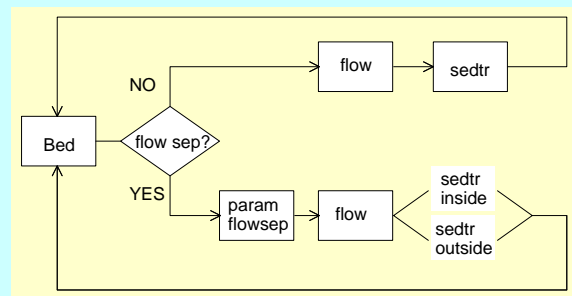 flow
sedtr
NO
Bed
flow sep?
YES
param
flowsep
flow
sedtr
inside
sedtr
outside